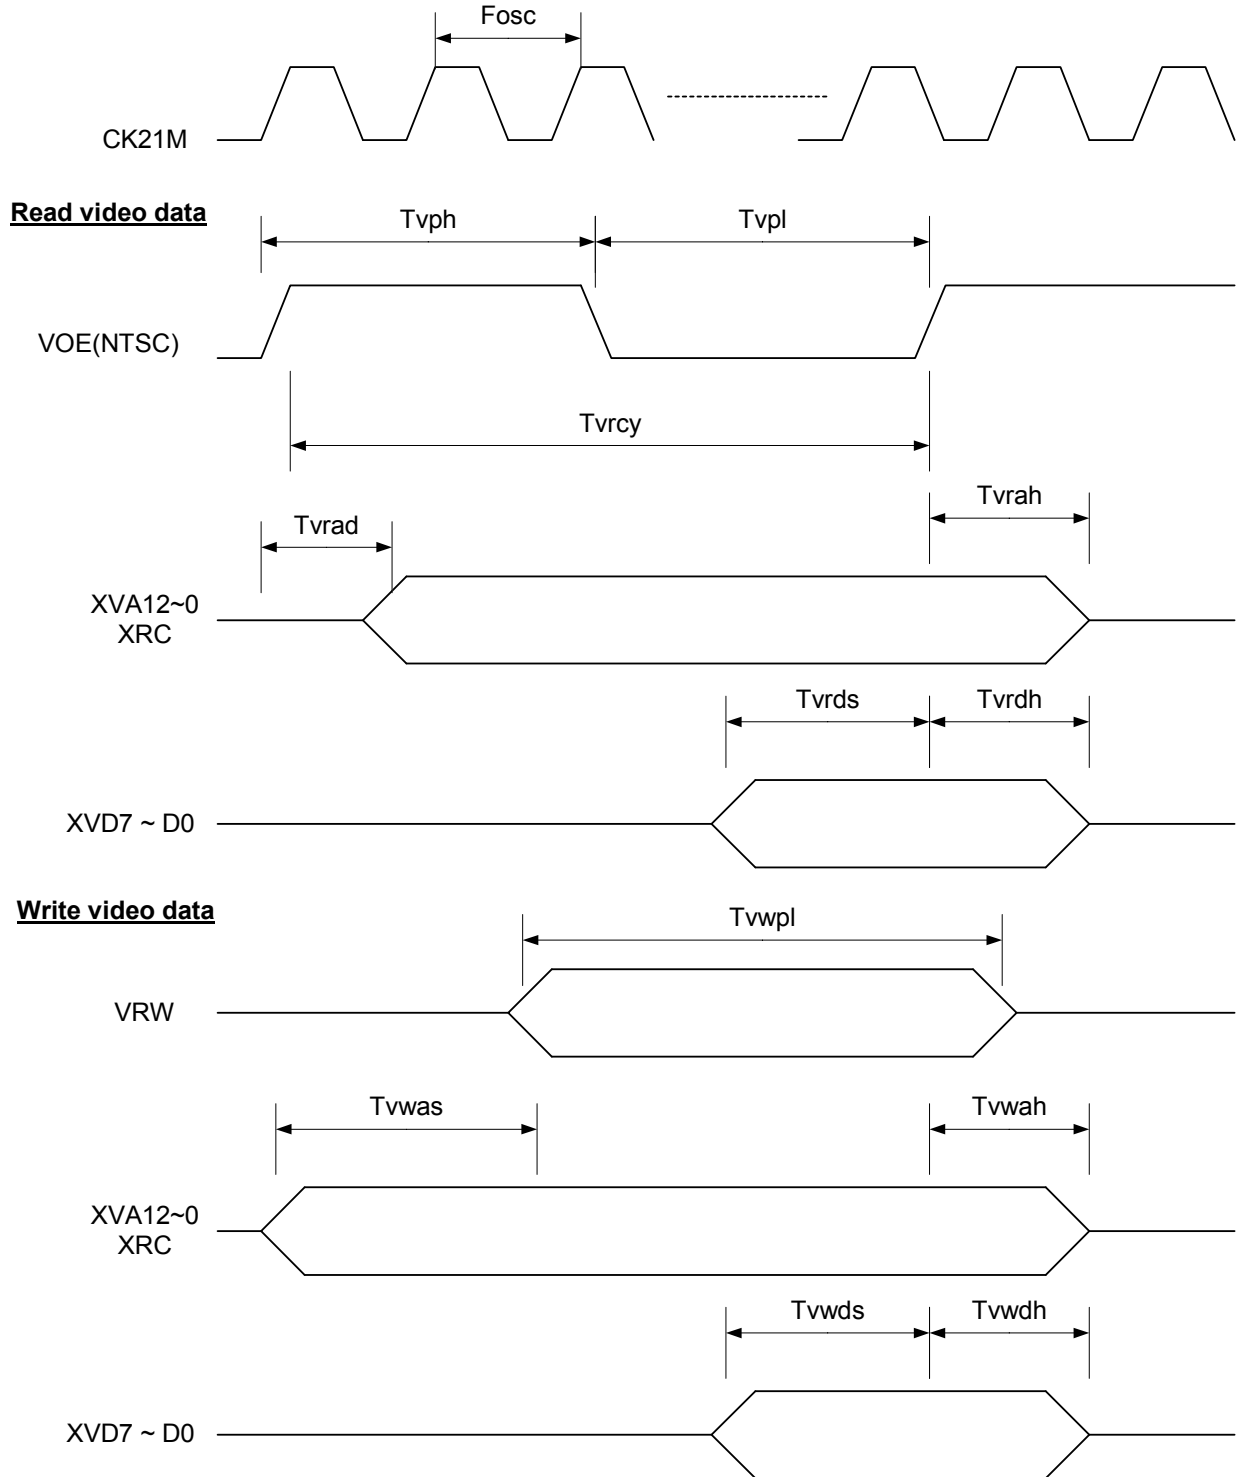 Fosc
CK21M
Read video data
Tvph
Tvpl
VOE(NTSC)
Tvrcy
Tvrah
Tvrad
XVA12~0
XRC
Tvrds
Tvrdh
XVD7 ~ D0
Write video data
Tvwpl
VRW
Tvwas
Tvwah
XVA12~0
XRC
Tvwds
Tvwdh
XVD7 ~ D0